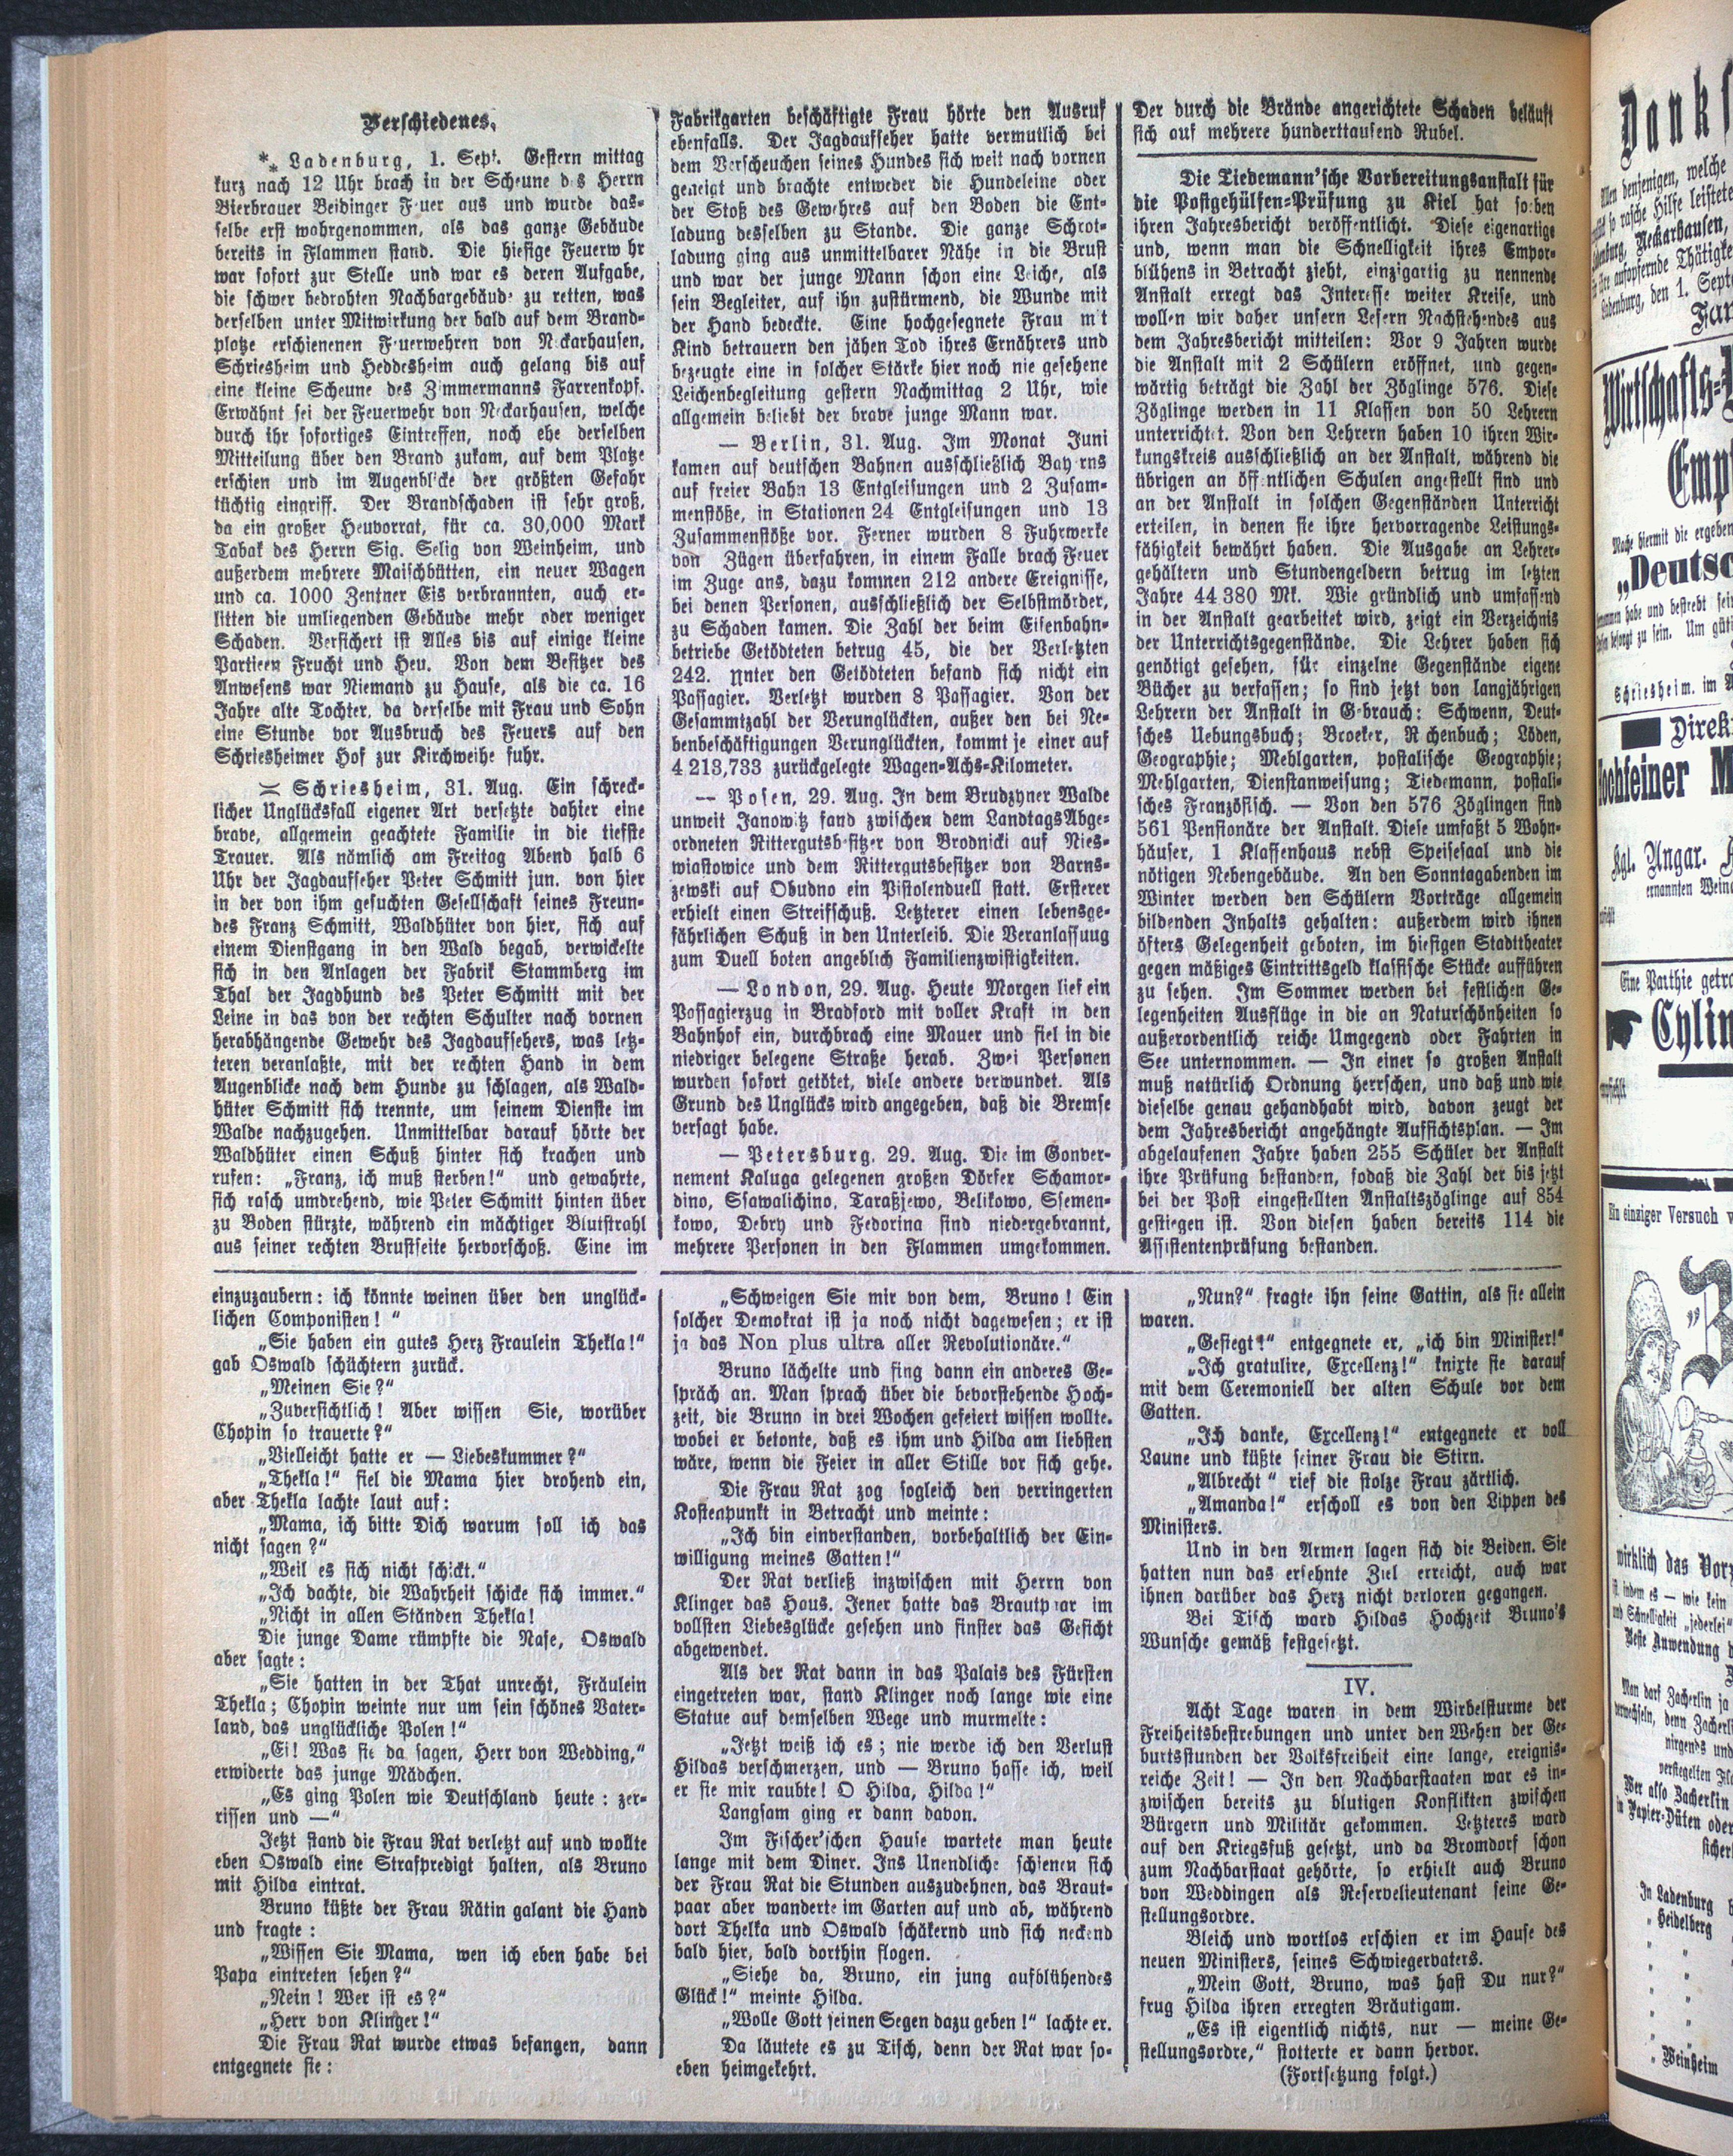 Verschiedenes.
*⁎* Ladenburg, 1. Sept. Gestern mittag
kurz nach 12 Uhr brach in der Scheune des Herrn
Bierbrauer Beidinger Feuer aus und wurde das-
selbe erst wahrgenommen, als das ganze Gebäude
bereits in Flammen stand. Die hiesige Feuerwehr
war sofort zur Stelle und war es deren Aufgabe,
die schwer bedrohten Nachbargebäude zu retten, was
derselben unter Mitwirkung der bald auf dem Brand-
platze erschienenen Feuerwehren von Neckarhausen,
Schriesheim und Heddesheim auch gelang bis auf
eine kleine Scheune des Zimmermanns Farrenkopf.
Erwähnt sei der Feuerwehr von Neckarhausen, welche
durch ihr sofortiges Eintreffen, noch ehe derselben
Mitteilung über den Brand zukam, auf dem Platze
erschien und im Augenblicke der größten Gefahr
tüchtig eingriff. Der Brandschaden ist sehr groß,
da ein großer Heuvorrat, für ca. 30,000 Mark
Tabak des Herrn Sig. Selig von Weinheim, und
außerdem mehrere Maischbütten, ein neuer Wagen
und ca. 1000 Zentner Eis verbrannten, auch er-
litten die umliegenden Gebäude mehr oder weniger
Schaden. Versichert ist Alles bis auf einige kleine
Partieen Frucht und Heu. Von dem Besitzer des
Anwesens war Niemand zu Hause, als die ca. 16
Jahre alte Tochter, da derselbe mit Frau und Sohn
eine Stunde vor Ausbruch des Feuers auf den
Schriesheimer Hof zur Kirchweihe fuhr.
Schriesheim, 31. Aug. Ein schreck-
licher Unglücksfall eigener Art versetzte dahier eine
brave, allgemein geachtete Familie in die tiefste
Trauer. Als nämlich am Freitag Abend halb 6
Uhr der Jagdaufseher Peter Schmitt jun. von hier
in der von ihm gesuchten Gesellschaft seines Freun-
des Franz Schmitt, Waldhüter von hier, sich auf
einem Dienstgang in den Wald begab, verwickelte
sich in den Anlagen der Fabrik Stammberg im
Thal der Jagdhund des Peter Schmitt mit der
Leine in das von der rechten Schulter nach vornen
herabhängende Gewehr des Jagdaufsehers, was letz-
teren veranlaßte, mit der rechten Hand in dem
Augenblicke nach dem Hunde zu schlagen, als Wald-
hüter Schmitt sich trennte, um seinem Dienste im
Walde nachzugehen. Unmittelbar darauf hörte der
Waldhüter einen Schuß hinter sich krachen und
rufen: „Franz, ich muß sterben!“ und gewahrte,
sich rasch umdrehend, wie Peter Schmitt hinten über
zu Boden stürzte, während ein mächtiger Blutstrahl
aus seiner rechten Brustseite hervorschoß. Eine im
Fabrikgarten beschäftigte Frau hörte den Ausruf
ebenfalls. Der Jagdaufseher hatte vermutlich bei
dem Verscheuchen seines Hundes sich weit nach vornen
geneigt und brachte entweder die Hundeleine oder
der Stoß des Gewehres auf den Boden die Ent-
ladung desselben zu Stande. Die ganze Schrot-
ladung ging aus unmittelbarer Nähe in die Brust
und war der junge Mann schon eine Leiche, als
sein Begleiter, auf ihn zustürmend, die Wunde mit
der Hand bedeckte. Eine hochgesegnete Frau mit
Kind betrauern den jähen Tod ihres Ernährers und
bezeugte eine in solcher Stärke hier noch nie gesehene
Leichenbegleitung gestern Nachmittag 2 Uhr, wie
allgemein beliebt der brave junge Mann war.
— Berlin, 31. Aug. Im Monat Juni
kamen auf deutschen Bahnen ausschließlich Bayerns
auf freier Bahn 13 Entgleisungen und 2 Zusam-
menstöße, in Stationen 24 Entgleisungen und 13
Zusammenstöße vor. Ferner wurden 8 Fuhrwerke
von Zügen überfahren, in einem Falle brach Feuer
im Zuge ans, dazu kommen 212 andere Ereignisse,
bei denen Personen, ausschließlich der Selbstmörder,
zu Schaden kamen. Die Zahl der beim Eisenbahn-
betriebe Getödteten betrug 45, die der Verletzten
242. Unter den Getödteten befand sich nicht ein
Passagier. Verletzt wurden 8 Passagier. Von der
Gesammtzahl der Verunglückten, außer den bei Ne-
benbeschäftigungen Verunglückten, kommt je einer auf
4 213,733 zurückgelegte Wagen-Achs-Kilometer.
— Posen, 29. Aug. In dem Brudzyner Walde
unweit Janowitz fand zwischen dem LandtagsAbge-
ordneten Rittergutsbesitzer von Brodnicki auf Nies-
wiastowice und dem Rittergutsbesitzer von Barns-
zewski auf Obudno ein Pistolenduell statt. Ersterer
erhielt einen Streifschuß. Letzterer einen lebensge-
fährlichen Schuß in den Unterleib. Die Veranlassung
zum Duell boten angeblich Familienzwistigkeiten.
— London, 29. Aug. Heute Morgen lief ein
Passagierzug in Bradford mit voller Kraft in den
Bahnhof ein, durchbrach eine Mauer und fiel in die
niedriger belegene Straße herab. Zwei Personen
wurden sofort getötet, viele andere verwundet. Als
Grund des Unglücks wird angegeben, daß die Bremse
versagt habe.
— Petersburg, 29. Aug. Die im Gonver-
nement Kaluga gelegenen großen Dörfer Schamor-
dino, Ssawalichino, Taraßjewo, Belikowo, Ssemen-
kowo, Debry und Fedorina sind niedergebrannt,
mehrere Personen in den Flammen umgekommen.
Der durch die Brände angerichtete Schaden beläuft
sich auf mehrere hunderttausend Rubel.
Die Tiedemann'sche Vorbereitungsanstalt für
die Postgehülfen-Prüfung zu Kiel hat soeben
ihren Jahresbericht veröffentlicht. Diese eigenartige
und, wenn man die Schnelligkeit ihres Empor-
blühens in Betracht zieht, einzigartig zu nennende
Anstalt erregt das Interesse weiter Kreise, und
wollen wir daher unsern Lesern Nachstehendes aus
dem Jahresbericht mitteilen: Vor 9 Jahren wurde
die Anstalt mit 2 Schülern eröffnet, und gegen-
wärtig beträgt die Zahl der Zöglinge 576. Diese
Zöglinge werden in 11 Klassen von 50 Lehrern
unterrichtet. Von den Lehrern haben 10 ihren Wir-
kungskreis ausschließlich an der Anstalt, während die
übrigen an öffentlichen Schulen angestellt sind und
an der Anstalt in solchen Gegenständen Unterricht
erteilen, in denen sie ihre hervorragende Leistungs-
fähigkeit bewährt haben. Die Ausgabe an Lehrer-
gehältern und Stundengeldern betrug im letzten
Jahre 44 380 Mk. Wie gründlich und umfassend
in der Anstalt gearbeitet wird, zeigt ein Verzeichnis
der Unterrichtsgegenstände. Die Lehrer haben sich
genötigt gesehen, für einzelne Gegenstände eigene
Bücher zu verfassen; so sind jetzt von langjährigen
Lehrern der Anstalt in Gebrauch: Schwenn, Deut-
sches Uebungsbuch; Broeker, Rechenbuch; Löden,
Geographie; Mehlgarten, postalische Geographie;
Mehlgarten, Dienstanweisung; Tiedemann, postali-
sches Französisch. — Von den 576 Zöglingen sind
561 Pensionäre der Anstalt. Diese umfaßt 5 Wohn-
häuser, 1 Klassenhaus nebst Speisesaal und die
nötigen Nebengebäude. An den Sonntagabenden im
Winter werden den Schülern Vorträge allgemein
bildenden Inhalts gehalten: außerdem wird ihnen
öfters Gelegenheit geboten, im hiesigen Stadttheater
gegen mäßiges Eintrittsgeld klassische Stücke aufführen
zu sehen. Im Sommer werden bei festlichen Ge-
legenheiten Ausflüge in die an Naturschönheiten so
außerordentlich reiche Umgegend oder Fahrten in
See unternommen. — In einer so großen Anstalt
muß natürlich Ordnung herrschen, und daß und wie
dieselbe genau gehandhabt wird, davon zeugt der
dem Jahresbericht angehängte Aufsichtsplan. — Im
abgelaufenen Jahre haben 255 Schüler der Anstalt
ihre Prüfung bestanden, sodaß die Zahl der bis jetzt
bei der Post eingestellten Anstaltszöglinge auf 854
gestiegen ist. Von diesen haben bereits 114 die
Assistentenprüfung bestanden.
einzuzaubern: ich könnte weinen über den unglück-
lichen Componisten! “
„Sie haben ein gutes Herz Fraulein Thekla!“
gab Oswald schüchtern zurück.
„Meinen Sie?“
„Zuversichtlich! Aber wissen Sie, worüber
Chopin so trauerte?“
„Vielleicht hatte er — Liebeskummer?“
„Thekla!“ fiel die Mama hier drohend ein,
aber Thekla lachte laut auf:
„Mama, ich bitte Dich warum soll ich das
nicht sagen?“
„Weil es sich nicht schickt.“
„Ich dachte, die Wahrheit schicke sich immer.“
„Nicht in allen Ständen Thekla!
Die junge Dame rümpfte die Nase, Oswald
aber sagte:
„Sie hatten in der That unrecht, Fräulein
Thekla; Chopin weinte nur um sein schönes Vater-
land, das unglückliche Polen!“
„Ei! Was sie da sagen, Herr von Wedding,“
erwiderte das junge Mädchen.
„Es ging Polen wie Deutschland heute: zer-
rissen und —“
Jetzt stand die Frau Rat verletzt auf und wollte
eben Oswald eine Strafpredigt halten, als Bruno
mit Hilda eintrat.
Bruno küßte der Frau Rätin galant die Hand
und fragte:
„Wissen Sie Mama, wen ich eben habe bei
Papa eintreten sehen?“
„Nein! Wer ist es?“
„Herr von Klinger!“
Die Frau Rat wurde etwas befangen, dann
entgegnete sie:
„Schweigen Sie mir von dem, Bruno! Ein
solcher Demokrat ist ja noch nicht dagewesen; er ist
ja das Non plus ultra aller Revolutionäre.“
Bruno lächelte und fing dann ein anderes Ge-
spräch an. Man sprach über die bevorstehende Hoch-
zeit, die Bruno in drei Wochen gefeiert wissen wollte.
wobei er betonte, daß es ihm und Hilda am liebsten
wäre, wenn die Feier in aller Stille vor sich gehe.
Die Frau Rat zog sogleich den verringerten
Kostenpunkt in Betracht und meinte:
„Ich bin einverstanden, vorbehaltlich der Ein-
willigung meines Gatten!“
Der Rat verließ inzwischen mit Herrn von
Klinger das Haus. Jener hatte das Brautpaar im
vollsten Liebesglücke gesehen und finster das Gesicht
abgewendet.
Als der Rat dann in das Palais des Fürsten
eingetreten war, stand Klinger noch lange wie eine
Statue auf demselben Wege und murmelte:
„Jetzt weiß ich es; nie werde ich den Verlust
Hildas verschmerzen, und — Bruno hasse ich, weil
er sie mir raubte! O Hilda, Hilda!“
Langsam ging er dann davon.
Im Fischer'schen Hause wartete man heute
lange mit dem Diner. Ins Unendliche schienen sich
der Frau Rat die Stunden auszudehnen, das Braut-
paar aber wanderte im Garten auf und ab, während
dort Thelka und Oswald schäkernd und sich neckend
bald hier, bald dorthin flogen.
„Siehe da, Bruno, ein jung aufblühendes
Glück!“ meinte Hilda.
„Wolle Gott seinen Segen dazu geben!“ lachte er.
Da läutete es zu Tisch, denn der Rat war so-
eben heimgekehrt.
„Nun?“ fragte ihn seine Gattin, als sie allein
waren.
„Gesiegt!“ entgegnete er, „ich bin Minister!“
„Ich gratulire, Excellenz!“ knixte sie darauf
mit dem Ceremoniell der alten Schule vor dem
Gatten.
„Ich danke, Excellenz!“ entgegnete er voll
Laune und küßte seiner Frau die Stirn.
„Albrecht“ rief die stolze Frau zärtlich.
„Amanda!“ erscholl es von den Lippen des
Ministers.
Und in den Armen lagen sich die Beiden. Sie
hatten nun das ersehnte Ziel erreicht, auch war
ihnen darüber das Herz nicht verloren gegangen.
Bei Tisch ward Hildas Hochzeit Bruno's
Wunsche gemäß festgesetzt.
IV.
Acht Tage waren in dem Wirbelsturme der
Freiheitsbestrebungen und unter den Wehen der Ge-
burtsstunden der Volksfreiheit eine lange, ereignis-
reiche Zeit! — In den Nachbarstaaten war es in-
zwischen bereits zu blutigen Konflikten zwischen
Bürgern und Militär gekommen. Letzteres ward
auf den Kriegsfuß gesetzt, und da Bromdorf schon
zum Nachbarstaat gehörte, so erhielt auch Bruno
von Weddingen als Reservelieutenant seine Ge-
stellungsordre.
Bleich und wortlos erschien er im Hause des
neuen Ministers, seines Schwiegervaters.
„Mein Gott, Bruno, was hast Du nur?“
frug Hilda ihren erregten Bräutigam.
„Es ist eigentlich nichts, nur — meine Ge-
stellungsordre,“ stotterte er dann hervor.
(Fortsetzung folgt.)
Allen denjenigen, welche
so rasche Hilfe leistete
Neckarhausen,
ihre aufopfernde Thätigke
Ladenburg, den 1. Sept
Wirtschafts-
Empf
Mache hiermit die ergeben
„Deutsc
habe und bestrebt sein
besorgt zu sein. Um güti
Schriesheim, im A
Direkt
Hochfeiner M
Kgl. Ungar.
ernannten Wein
Eine Parthie getra
Cylin
empfiehlt
Ein einziger Versuch v
wirklich das Vorz
indem es — wie kein
und Schnelligkeit „jederlei“
Beste Anwendung
Man darf Zacherlin ja
verwechseln, denn Zacherl
nirgends und
versiegelten
Wer also Zacherlin
in Papier-Düten oder
In Ladenburg
„ Heidelberg
„ Weinheim